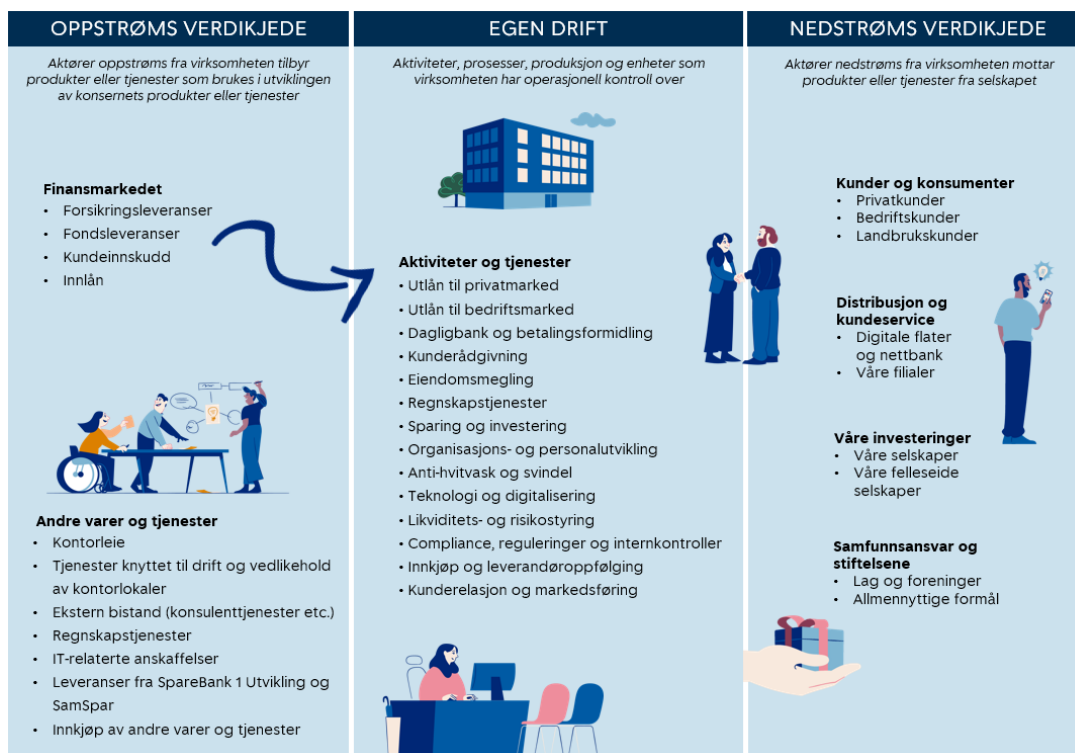 OPPSTRØMS VERDIKJEDE
Aktører oppstrøms fra virksomheten tilbyr
produkter eller tjenester som brukes i utviklingen
av konsernets produkter eller tjenester
Finansmarkedet
• Forsikringsleveranser
• Fondsleveranser
• Kundeinnskudd
• Innlån
Andre varer og tjenester
• Kontorleie
• Tjenester knyttet til drift og vedlikehold
av kontorlokaler
• Ekstern bistand (konsulenttjenester etc.)
• Regnskapstjenester
• IT-relaterte anskaffelser
• Leveranser fra SpareBank 1 Utvikling og
SamSpar
• Innkjøp av andre varer og tjenester
EGEN DRIFT
Aktiviteter, prosesser, produksjon og enheter som
virksomheten har operasjonell kontroll over
Aktiviteter og tjenester
• Utlån til privatmarked
• Utlån til bedriftsmarked
• Dagligbank og betalingsformidling
• Kunderådgivning
• Eiendomsmegling
• Regnskapstjenester
• Sparing og investering
• Organisasjons- og personalutvikling
• Anti-hvitvask og svindel
• Teknologi og digitalisering
• Likviditets- og risikostyring
• Compliance, reguleringer og internkontroller
• Innkjøp og leverandøroppfølging
• Kunderelasjon og markedsføring
NEDSTRØMS VERDIKJEDE
Aktører nedstrøms fra virksomheten mottar
produkter eller tjenester fra selskapet
Kunder og konsumenter
• Privatkunder
• Bedriftskunder
• Landbrukskunder
Distribusjon og
kundeservice
• Digitale flater
og nettbank
• Våre filialer
Våre investeringer
• Våre selskaper
• Våre felleseide
selskaper
Samfunnsansvar og
stiftelsene
• Lag og foreninger
• Allmennyttige formål